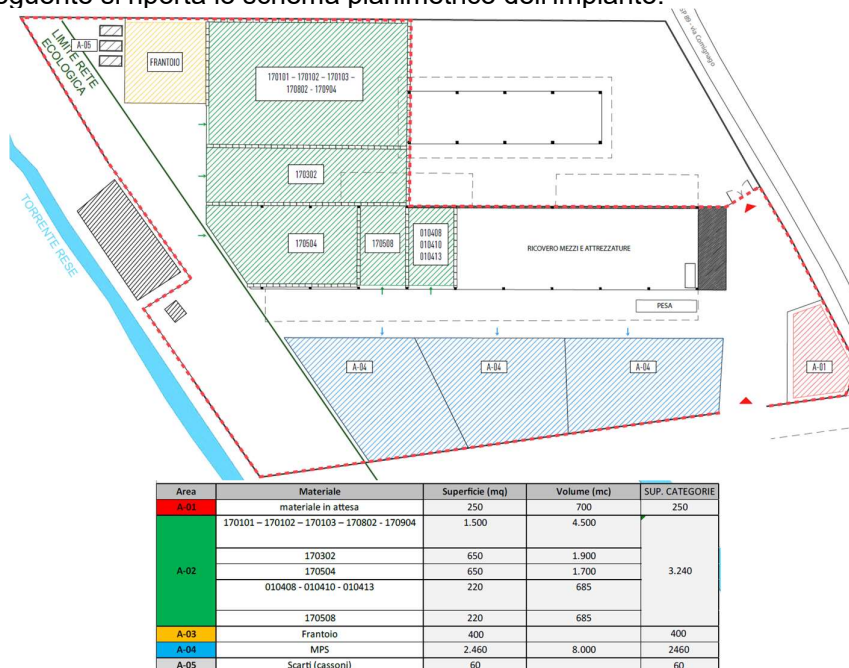 seguente si riporta lo schema planimetrico dell'impianto:
SP 89 - via Comignago
A-05
LIMITE RETE
ECOLOGICA
FRANTOIO
170101 – 170102 – 170103 –
170802 - 170904
170302
TORRENTE RESE
170504
170508
010408
010410
010413
RICOVERO MEZZI E ATTREZZATURE
PESA
A-04
A-04
A-04
A-01
Area Materiale Superficie (mq) Volume (mc) SUP. CATEGORIE
A-01 materiale in attesa 250 700 250
170101 – 170102 – 170103 – 170802 - 170904 1.500 4.500
170302 650 1.900
A-02 170504 650 1.700 3.240
010408 - 010410 - 010413 220 685
170508 220 685
A-03 Frantoio 400 400
A-04 MPS 2.460 8.000 2460
A-05 Scarti (cassoni) 60 60